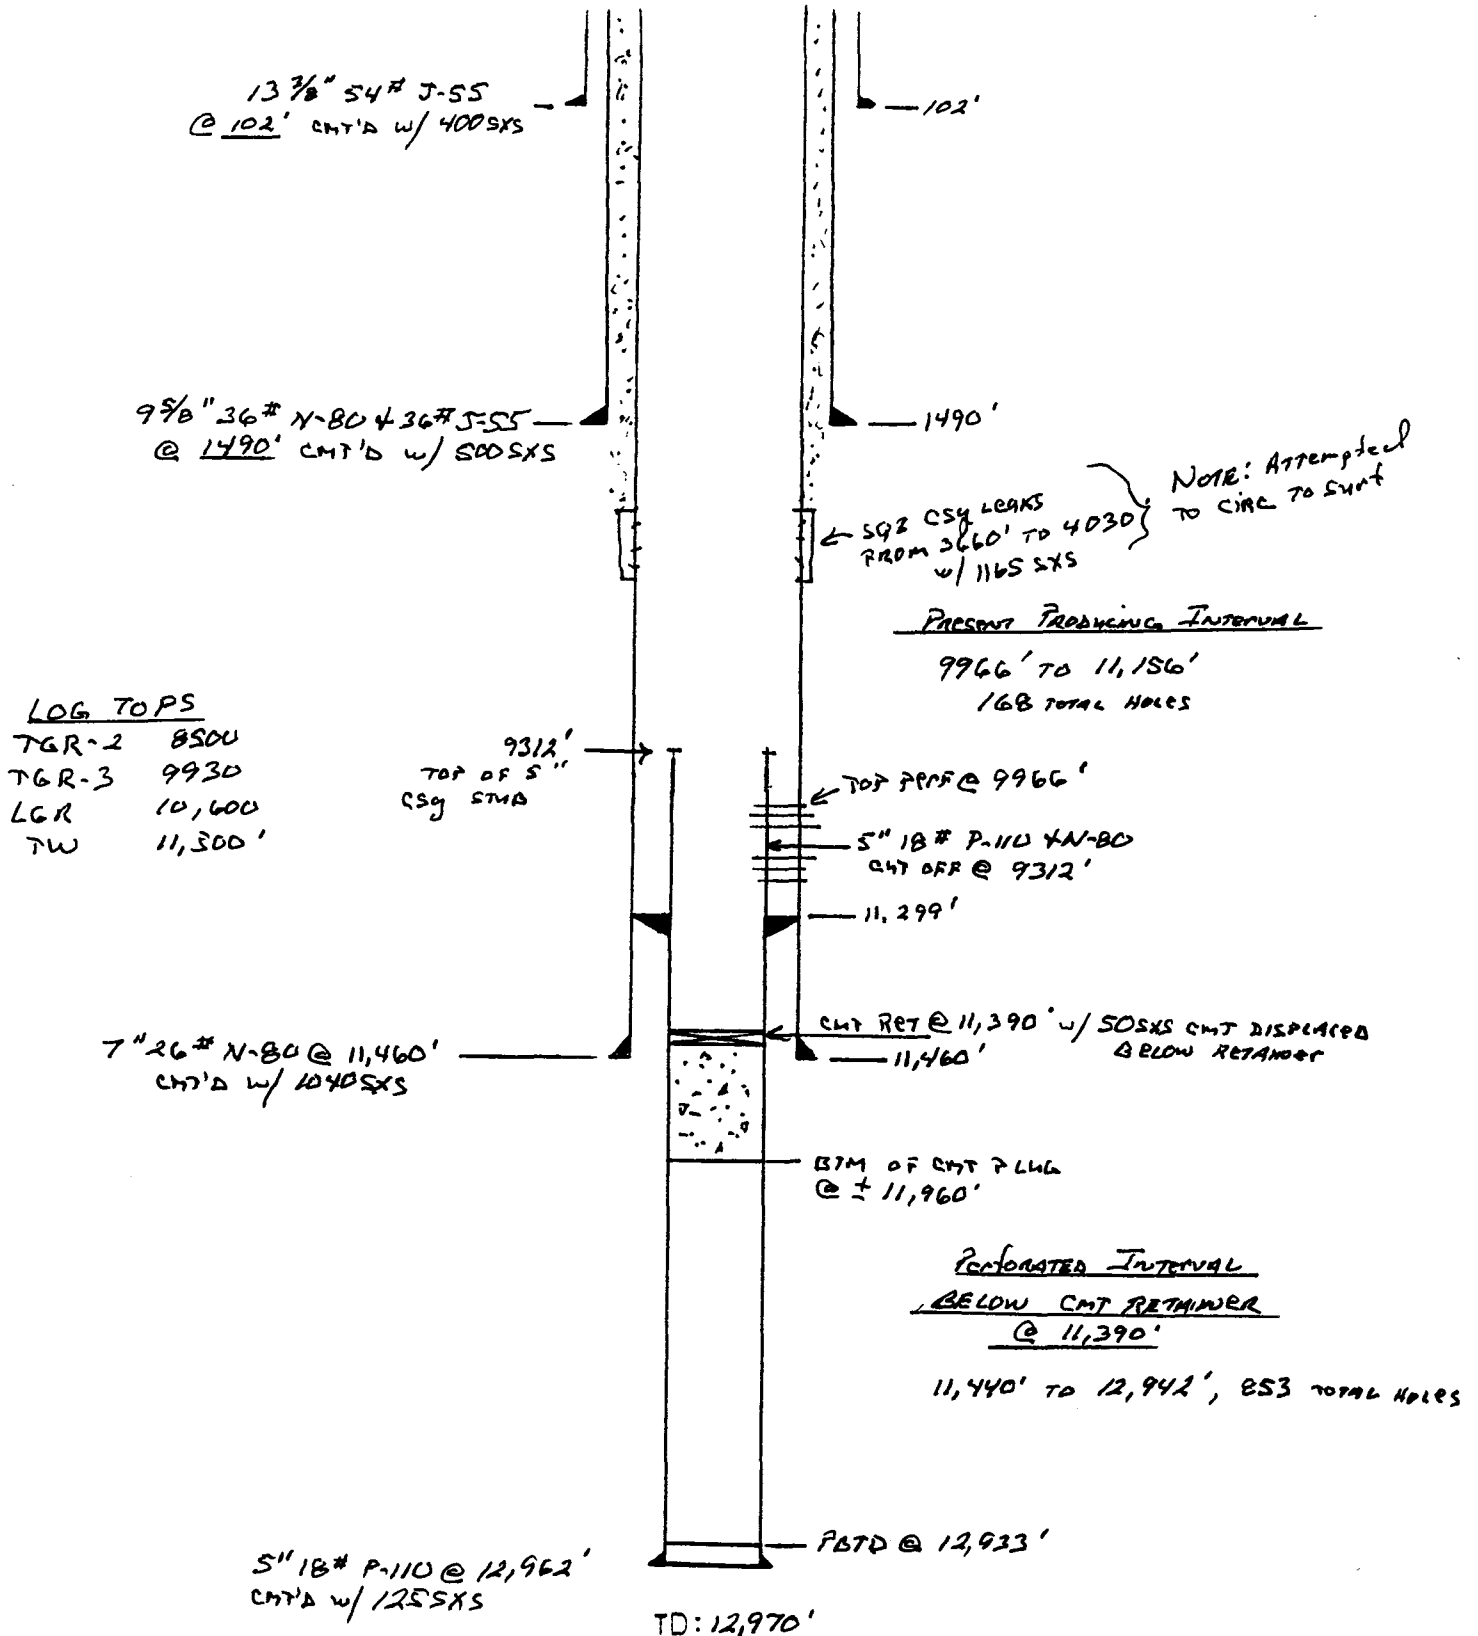 13 3/8" 54# J-55
@ 102' CMT'D w/ 400SXS
102'
9 5/8" 36# N-80 & 36# J-55
@ 1490' CMT'D w/ 500SXS
1490'
SQZ CSG LEAKS
FROM 3660' TO 4030'
w/ 1165 SXS
NOTE: ATTempted
TO CIRC TO Surf
PRESENT PRODUCING INTERVAL
9966' TO 11,156'
168 TOTAL HOLES
LOG TOPS
TGR-2 8500
TGR-3 9930
LGR 10,600
TW 11,300'
9312'
TOP OF 5"
CSG STUB
TOP PERF @ 9966'
5" 18# P-110 & N-80
CUT OFF @ 9312'
11,299'
CMT RET @ 11,390' w/ 50SXS CMT DISPLACED
BELOW RETAINER
7" 26# N-80 @ 11,460'
CMT'D w/ 1040SXS
11,460'
BTM OF CMT PLUG
@ ± 11,960'
PERFORATED INTERVAL
BELOW CMT RETAINER
@ 11,390'
11,440' TO 12,942', 853 TOTAL HOLES
PBTD @ 12,933'
5" 18# P-110 @ 12,962'
CMT'D w/ 125SXS
TD: 12,970'